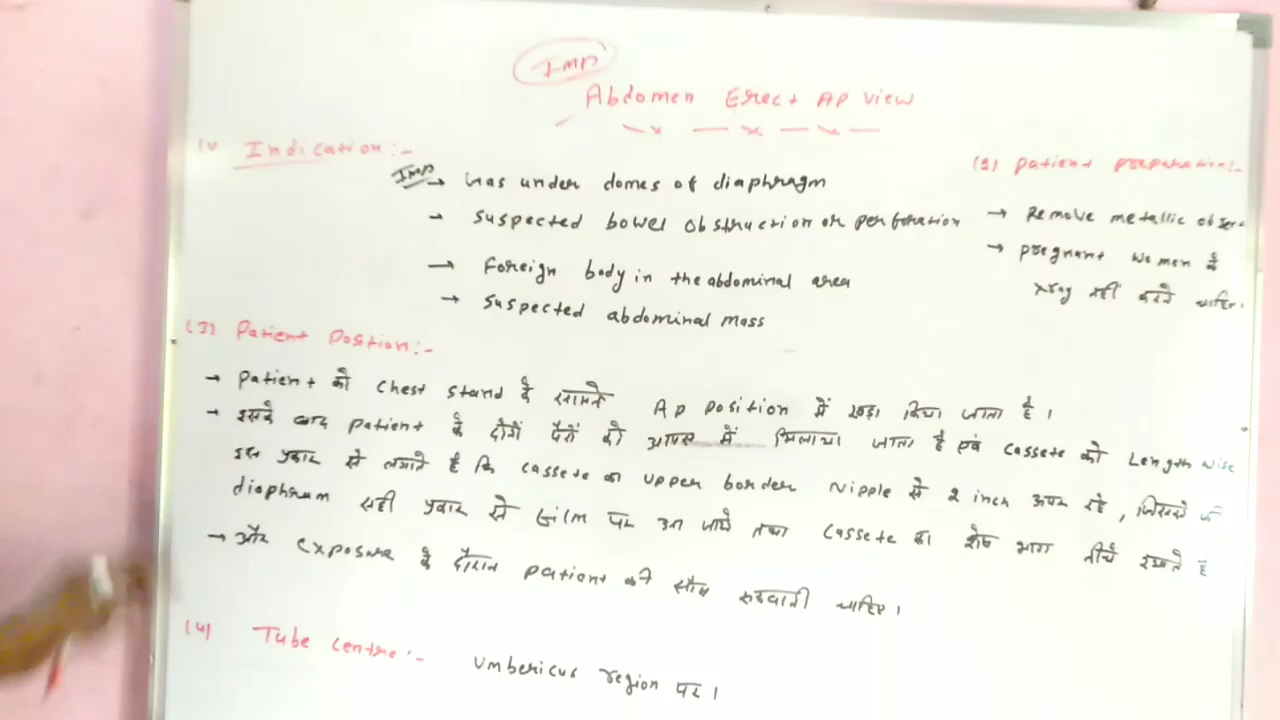 Imp
Abdomen Erect AP View
(1) Indication:-
Imp → Gas under domes of diaphragm
→ Suspected bowel obstruction or perforation
→ Foreign body in the abdominal area
→ Suspected abdominal mass
(2) Patient preparation:-
→ Remove metallic object
→ pregnant women के
xray नहीं करने चाहिए।
(3) Patient Position:-
→ Patient को chest stand के सामने AP position में खड़ा किया जाता है।
→ इसके बाद patient के दोनों पैरों को आपस में मिलाया जाता है एवं cassete को Length wise
इस प्रकार से लगाते है कि cassete का upper border Nipple से 2 inch ऊपर रहे, जिससे की
diaphram सही प्रकार से film पर आ जाये तथा cassete का शेष भाग नीचे रखते है
→ और exposure के दौरान patient की साँस रुकवानी चाहिए।
(4) Tube centre:- Umbericus region पर।